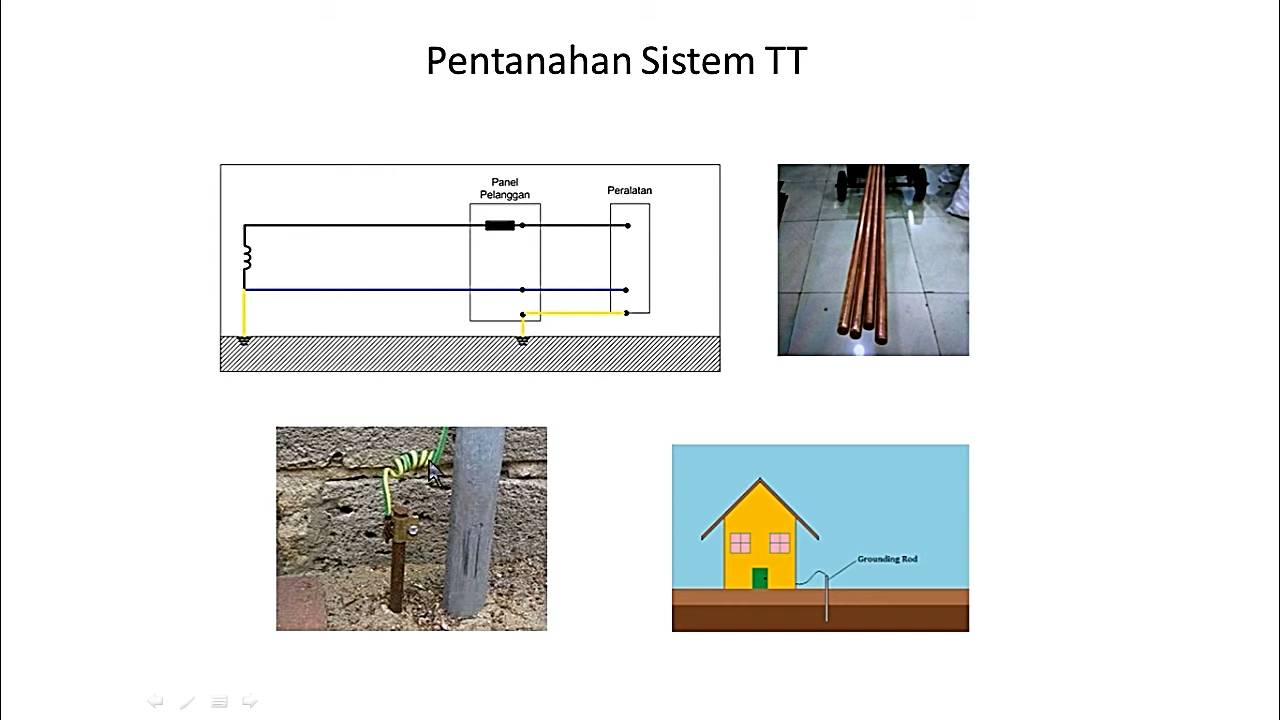 Pentanahan Sistem TT
Panel
Pelanggan
Peralatan
Grounding Rod